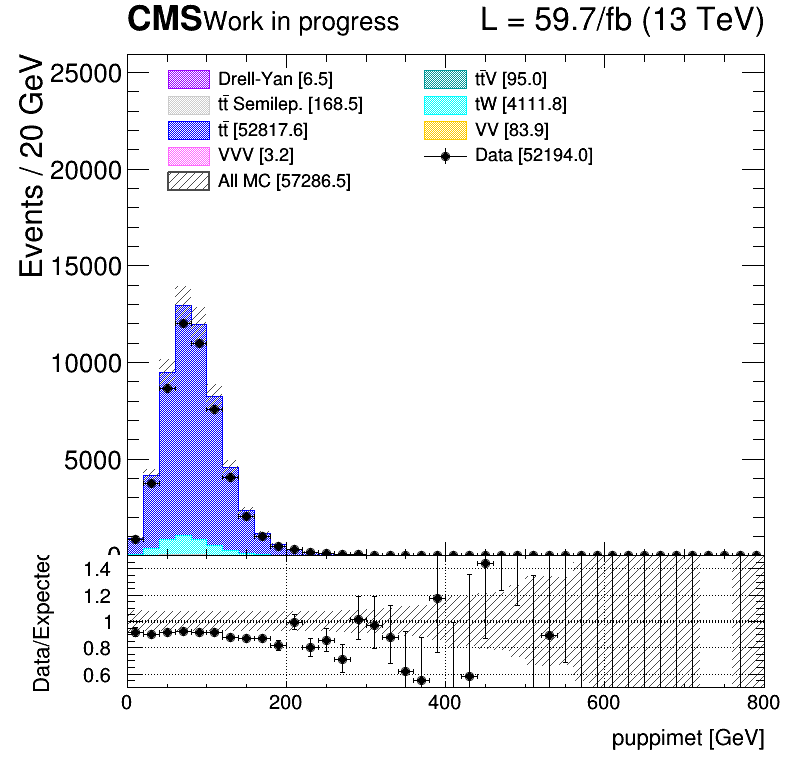 CMS Work in progress L = 59.7/fb (13 TeV)
Events / 20 GeV
25000
20000
15000
10000
5000
0
Drell-Yan [6.5]
tt̄ Semilep. [168.5]
tt̄ [52817.6]
VVV [3.2]
All MC [57286.5]
tt̄V [95.0]
tW [4111.8]
VV [83.9]
Data [52194.0]
Data/Expected
1.4
1.2
1
0.8
0.6
0 200 400 600 800
puppimet [GeV]